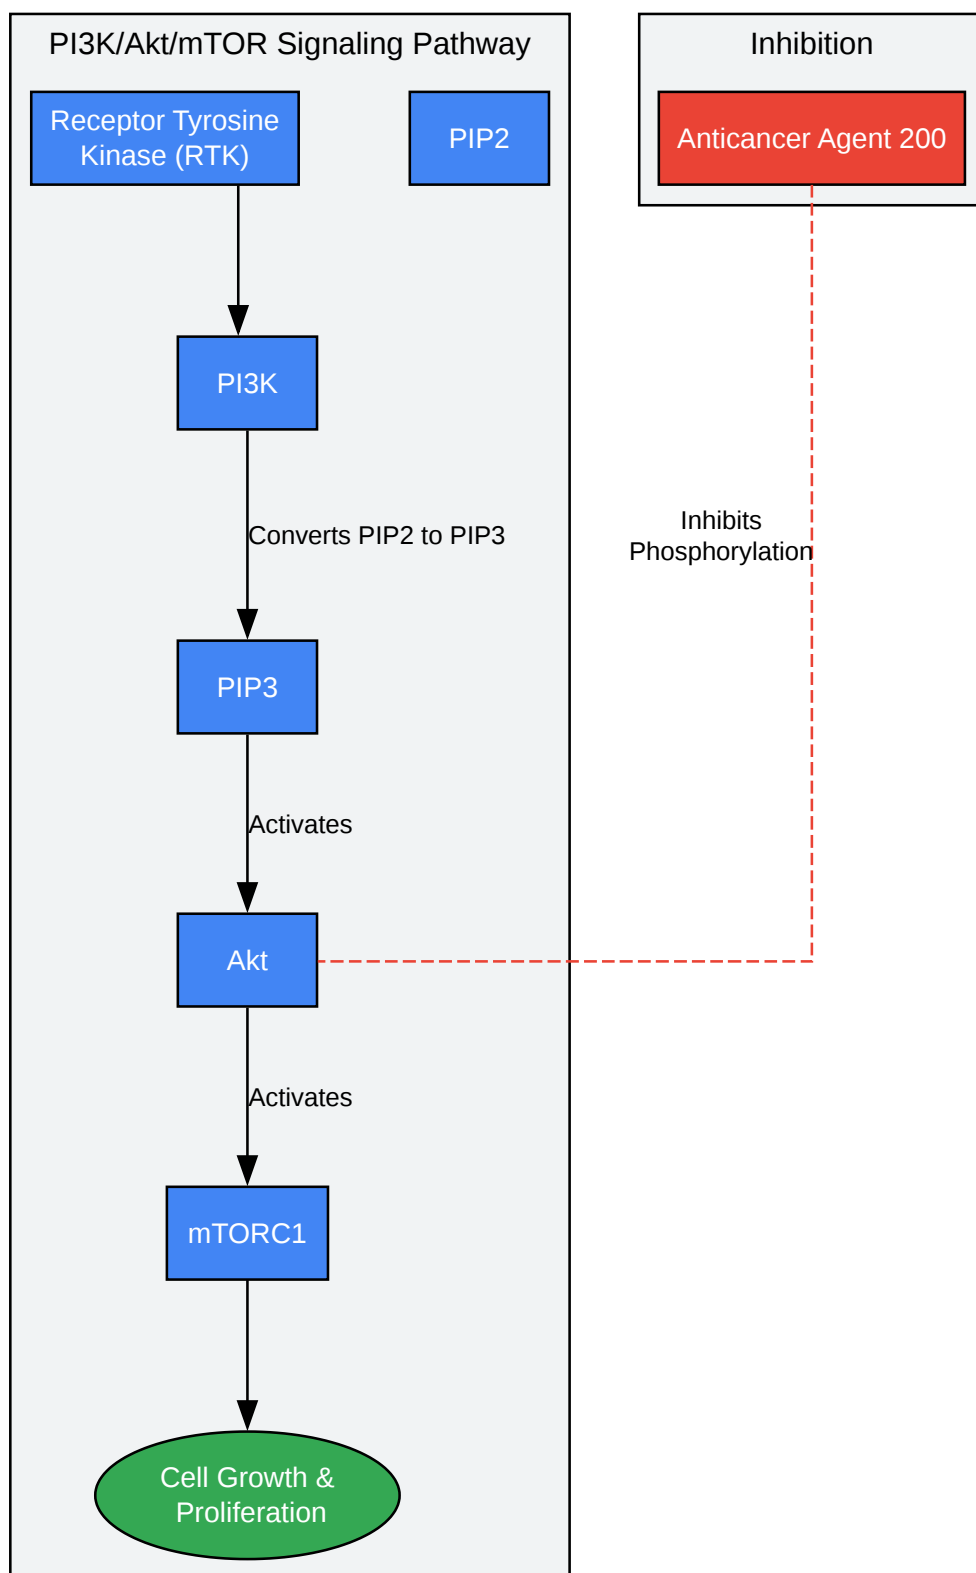 PI3K/Akt/mTOR Signaling Pathway
Inhibition
Receptor Tyrosine
Kinase (RTK)
PIP2
Anticancer Agent 200
PI3K
Converts PIP2 to PIP3
Inhibits
Phosphorylation
PIP3
Activates
Akt
Activates
mTORC1
Cell Growth &
Proliferation